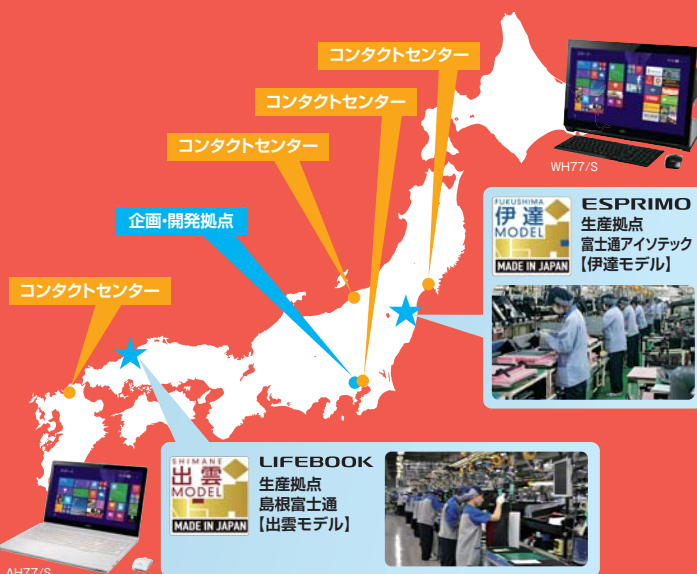 コンタクトセンター
コンタクトセンター
コンタクトセンター
企画・開発拠点
コンタクトセンター
WH77/S
FUKUSHIMA
伊達
MODEL
MADE IN JAPAN
ESPRIMO
生産拠点
富士通アイソテック
【伊達モデル】
SHIMANE
出雲
MODEL
MADE IN JAPAN
LIFEBOOK
生産拠点
島根富士通
【出雲モデル】
AH77/S